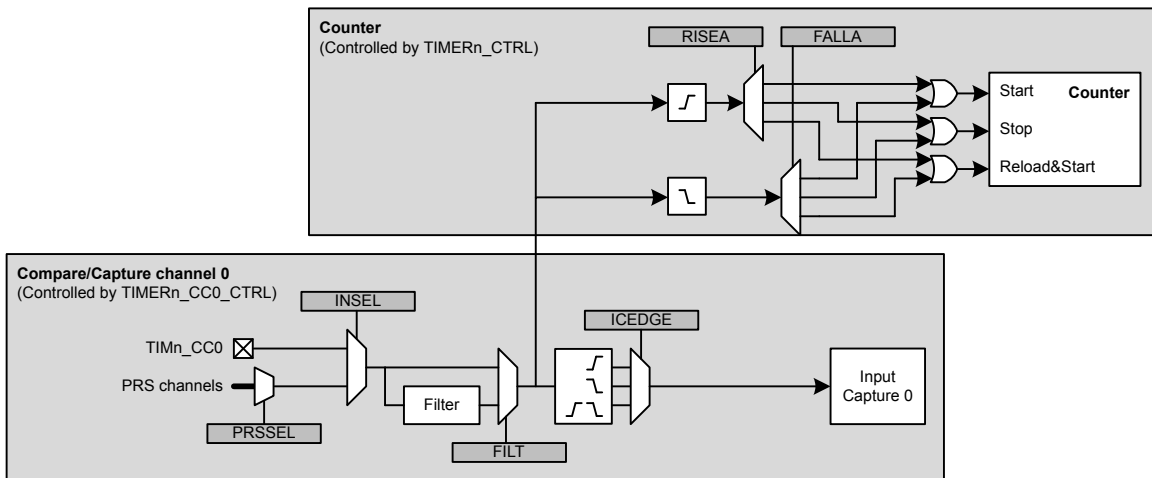 Counter
(Controlled by TIMERn_CTRL)
RISEA
FALLA
Start
Counter
Stop
Reload&Start
Compare/Capture channel 0
(Controlled by TIMERn_CC0_CTRL)
INSEL
ICEDGE
TIMn_CC0
PRS channels
Filter
Input
Capture 0
PRSSEL
FILT